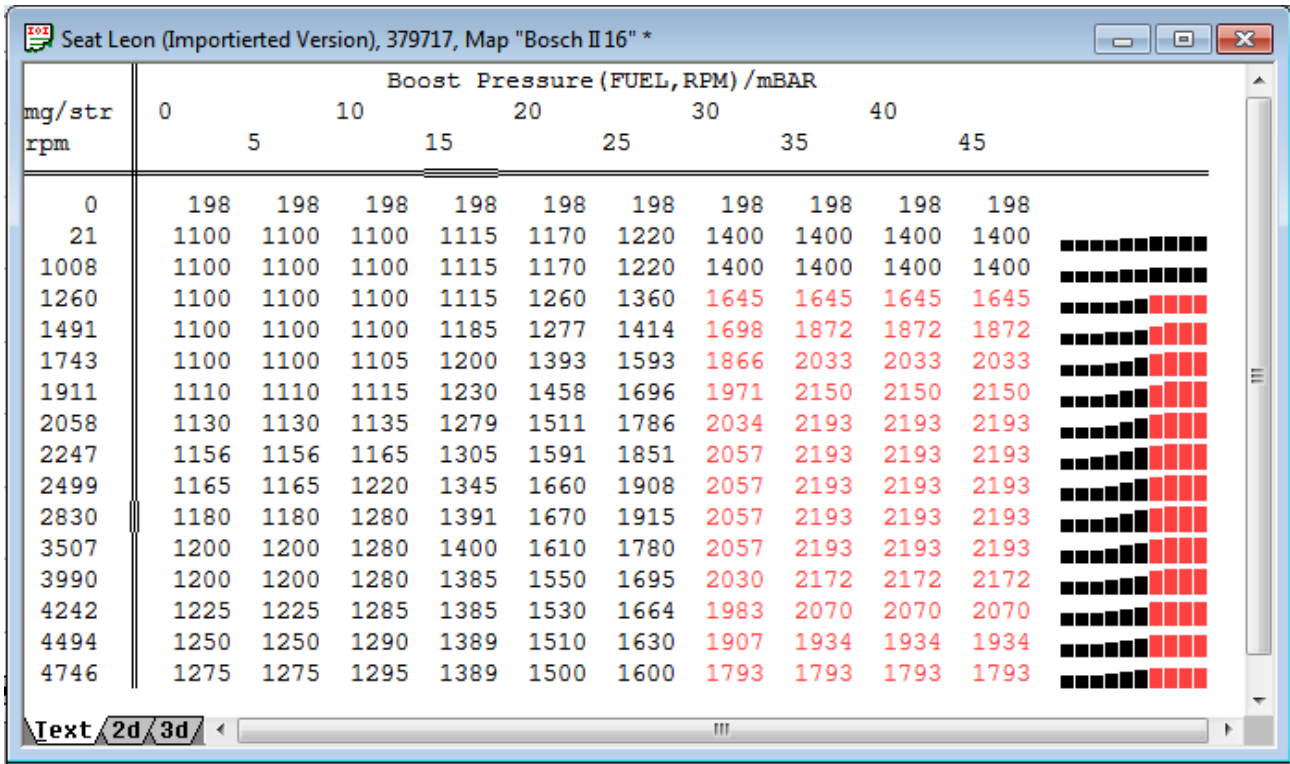 Seat Leon (Importierted Version), 379717, Map "Bosch II 16" *
Boost Pressure(FUEL,RPM)/mBAR
mg/str 0 10 20 30 40
rpm 5 15 25 35 45
0 198 198 198 198 198 198 198 198 198 198
21 1100 1100 1100 1115 1170 1220 1400 1400 1400 1400
1008 1100 1100 1100 1115 1170 1220 1400 1400 1400 1400
1260 1100 1100 1100 1115 1260 1360 1645 1645 1645 1645
1491 1100 1100 1100 1185 1277 1414 1698 1872 1872 1872
1743 1100 1100 1105 1200 1393 1593 1866 2033 2033 2033
1911 1110 1110 1115 1230 1458 1696 1971 2150 2150 2150
2058 1130 1130 1135 1279 1511 1786 2034 2193 2193 2193
2247 1156 1156 1165 1305 1591 1851 2057 2193 2193 2193
2499 1165 1165 1220 1345 1660 1908 2057 2193 2193 2193
2830 1180 1180 1280 1391 1670 1915 2057 2193 2193 2193
3507 1200 1200 1280 1400 1610 1780 2057 2193 2193 2193
3990 1200 1200 1280 1385 1550 1695 2030 2172 2172 2172
4242 1225 1225 1285 1385 1530 1664 1983 2070 2070 2070
4494 1250 1250 1290 1389 1510 1630 1907 1934 1934 1934
4746 1275 1275 1295 1389 1500 1600 1793 1793 1793 1793
Text 2d 3d